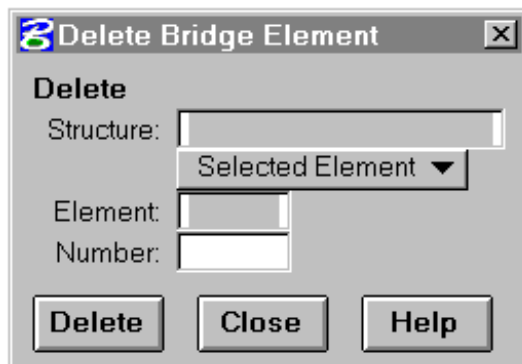 Delete Bridge Element
Delete
Structure:
Selected Element
Element:
Number:
Delete Close Help